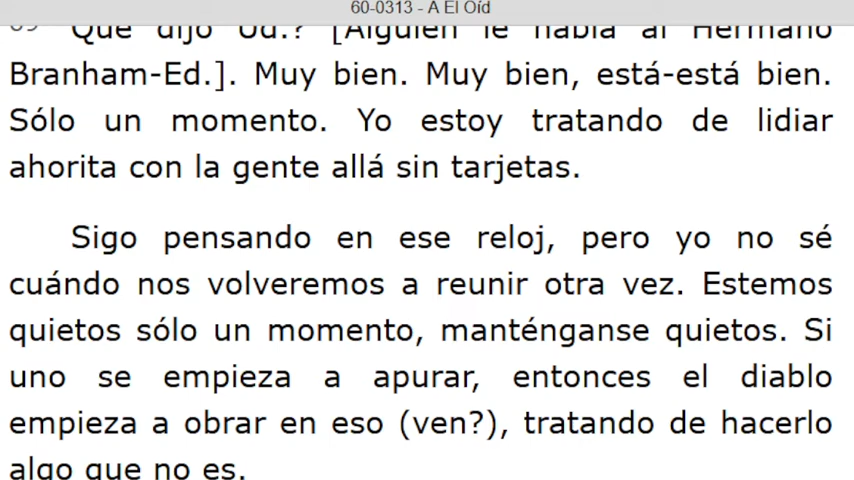 60-0313 - A El Oíd
69 Qué dijo Ud.? [Alguien le habla al Hermano
Branham-Ed.]. Muy bien. Muy bien, está-está bien.
Sólo un momento. Yo estoy tratando de lidiar
ahorita con la gente allá sin tarjetas.
Sigo pensando en ese reloj, pero yo no sé
cuándo nos volveremos a reunir otra vez. Estemos
quietos sólo un momento, manténganse quietos. Si
uno se empieza a apurar, entonces el diablo
empieza a obrar en eso (ven?), tratando de hacerlo
algo que no es.